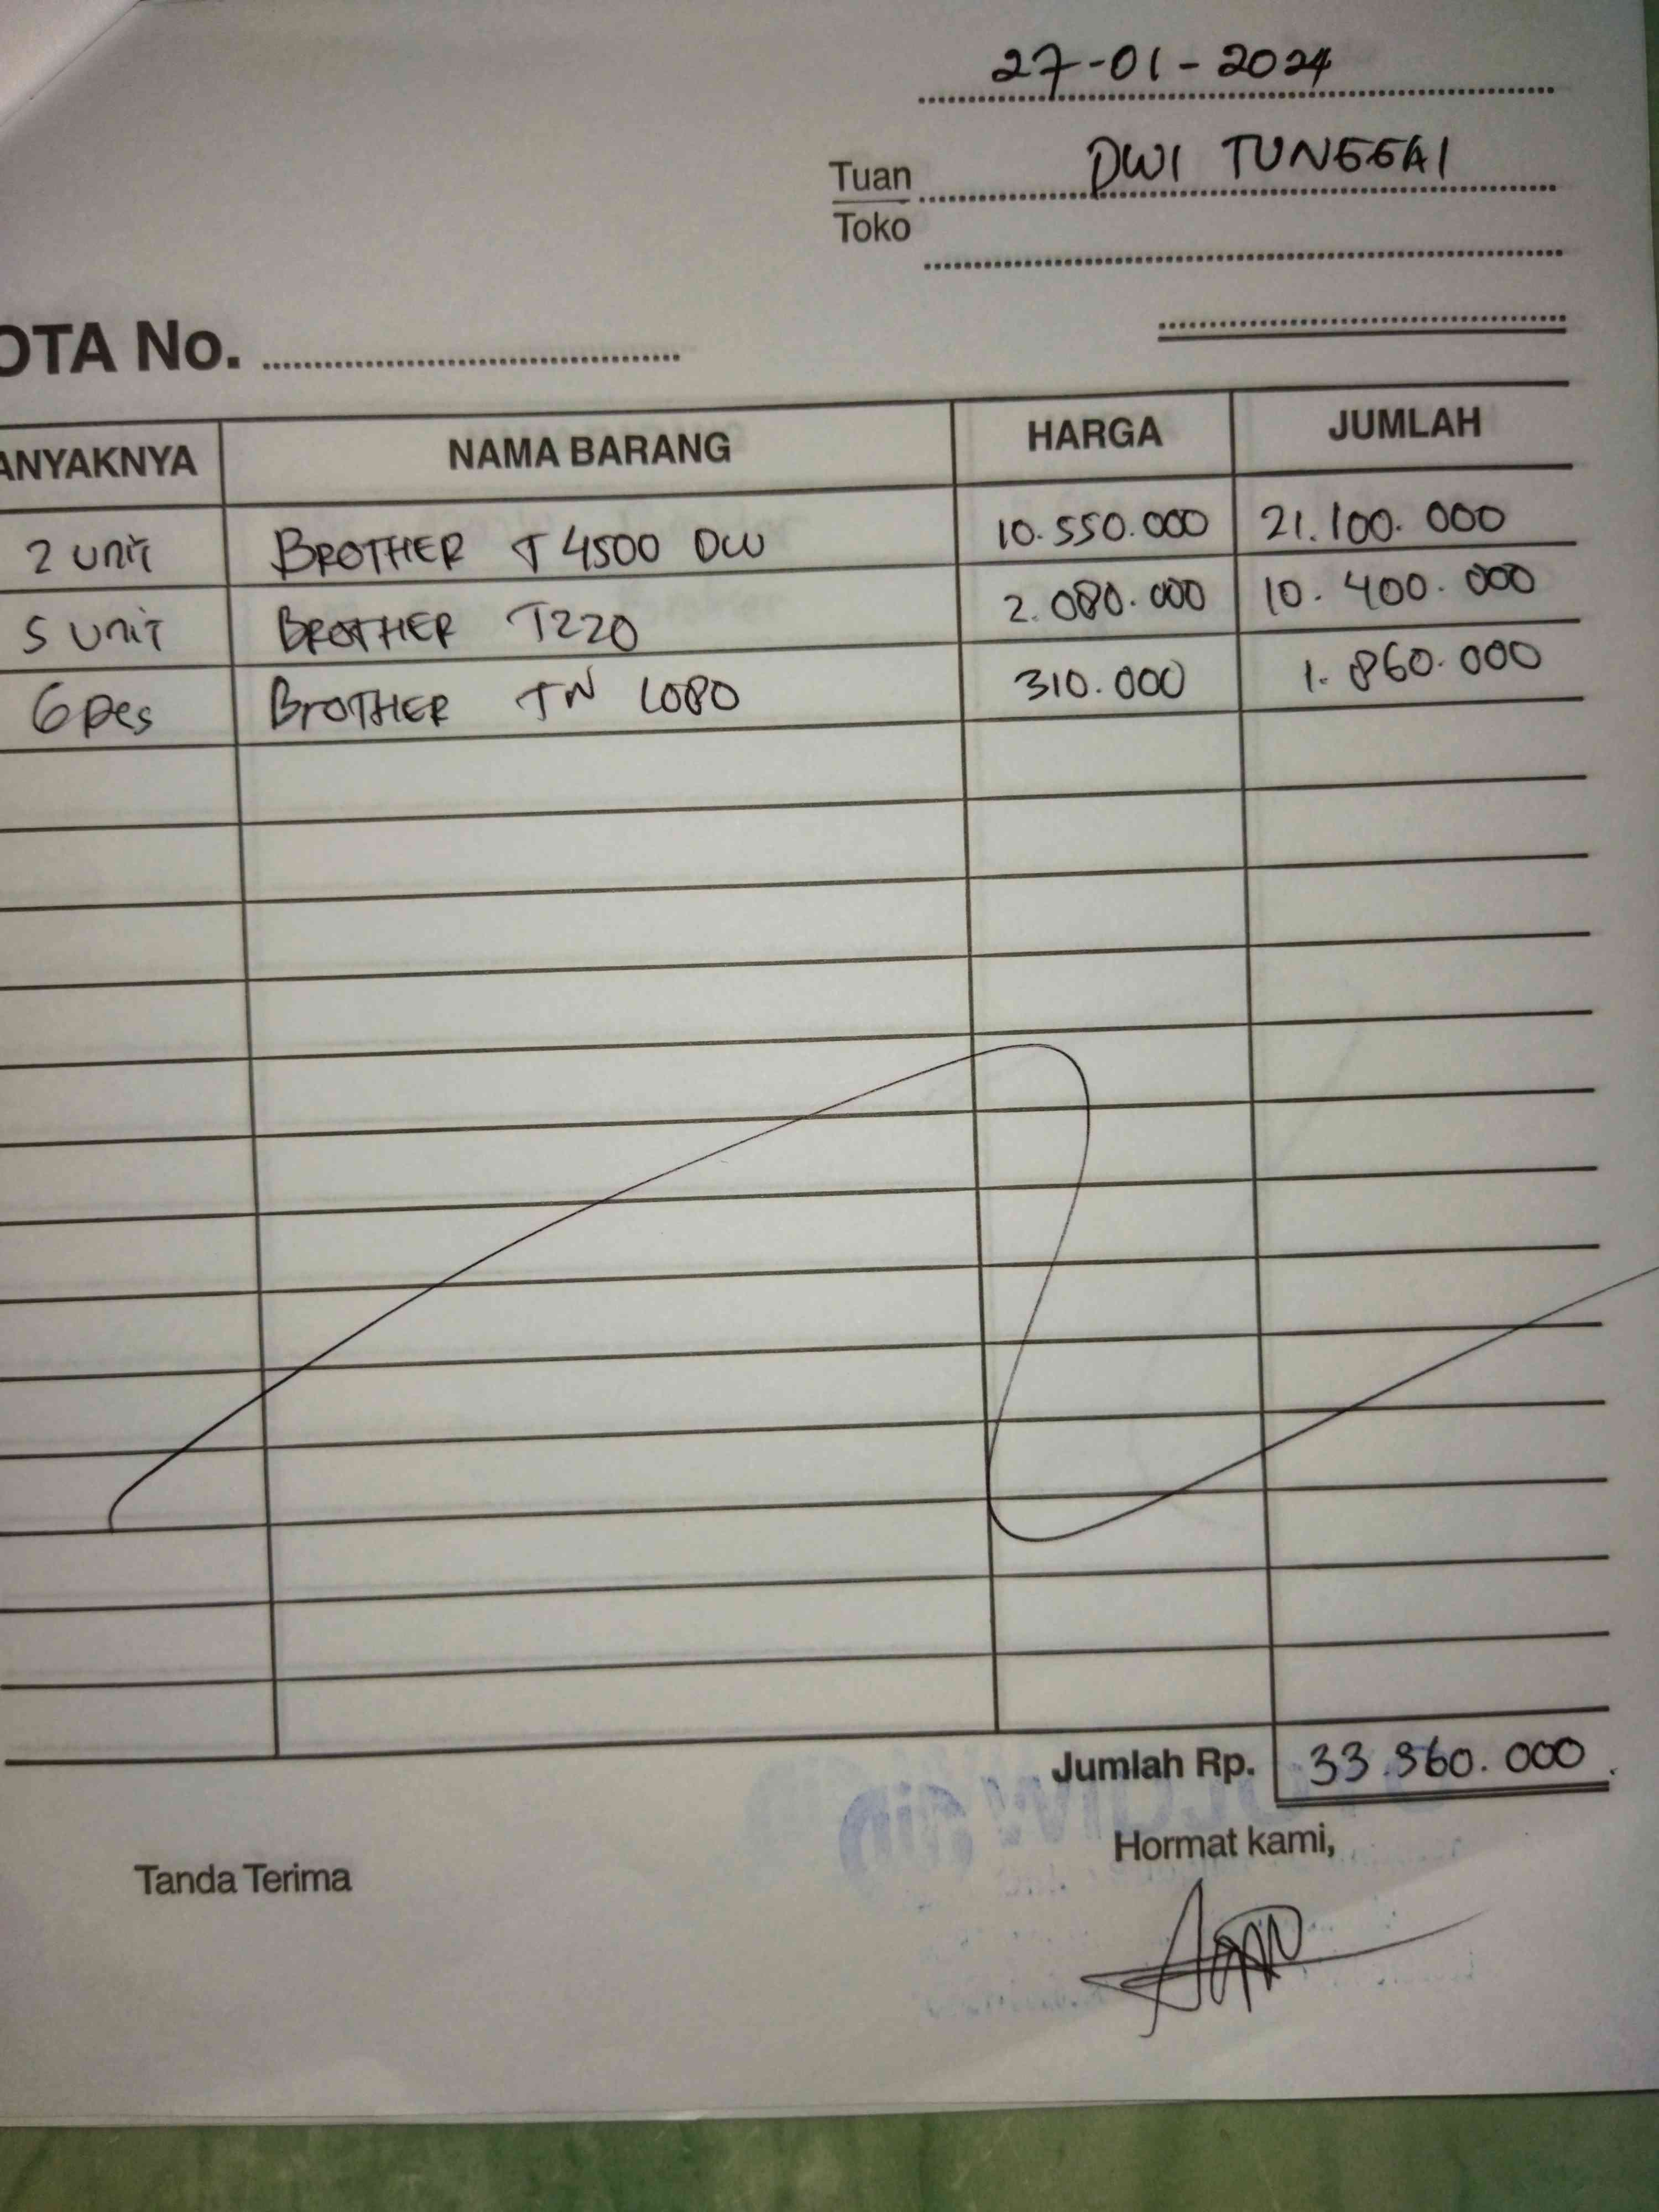 27-01-2024
Tuan DWI TUNGGAl
Toko
OTA No.
ANYAKNYA NAMA BARANG HARGA JUMLAH
2 UNiT BROTHER T 4500 DW 10.550.000 21.100.000
5 UNiT BROTHER T220 2.080.000 10.400.000
6 pcs BrOTHER TN 1080 310.000 1.860.000
Jumlah Rp. 33.360.000
Tanda Terima Hormat kami,